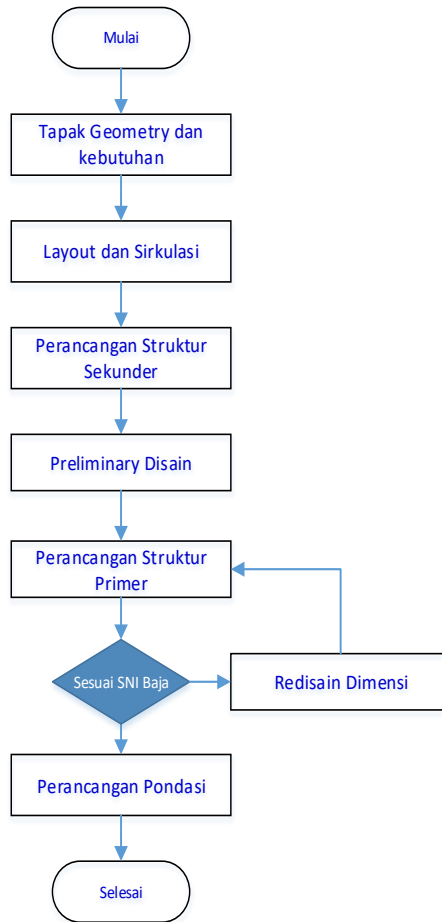 Mulai
Tapak Geometry dan
kebutuhan
Layout dan Sirkulasi
Perancangan Struktur
Sekunder
Preliminary Disain
Perancangan Struktur
Primer
Sesuai SNI Baja
Redisain Dimensi
Perancangan Pondasi
Selesai